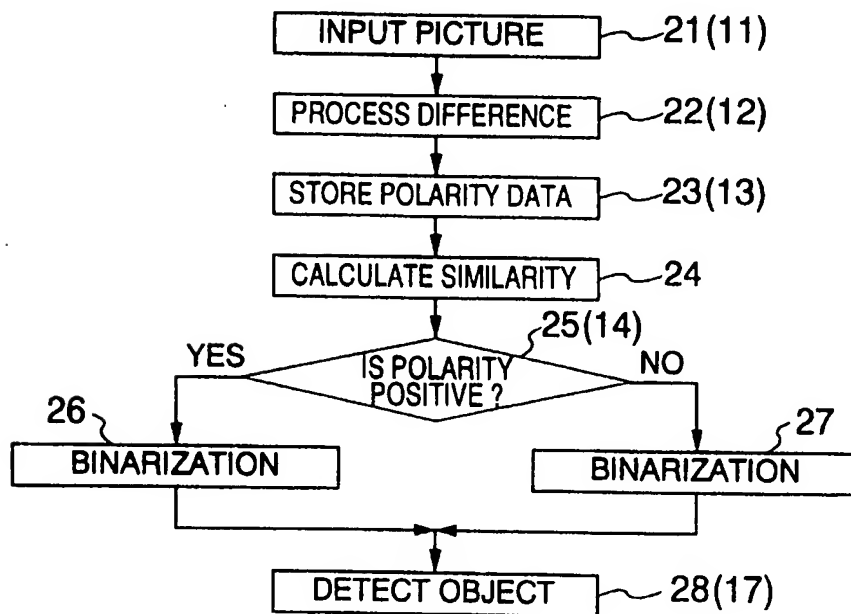 INPUT PICTURE 21(11)
PROCESS DIFFERENCE 22(12)
STORE POLARITY DATA 23(13)
CALCULATE SIMILARITY 24
25(14)
YES
IS POLARITY
POSITIVE ?
NO
26
BINARIZATION
27
BINARIZATION
DETECT OBJECT 28(17)